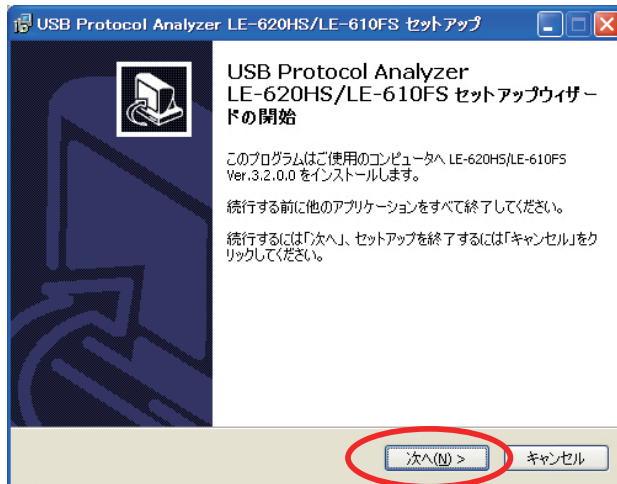 USB Protocol Analyzer LE-620HS/LE-610FS セットアップ
USB Protocol Analyzer
LE-620HS/LE-610FS セットアップウィザー
ドの開始
このプログラムはご使用のコンピュータへ LE-620HS/LE-610FS
Ver.3.2.0.0 をインストールします。
続行する前に他のアプリケーションをすべて終了してください。
続行するには「次へ」、セットアップを終了するには「キャンセル」をク
リックしてください。
次へ(N) >
キャンセル